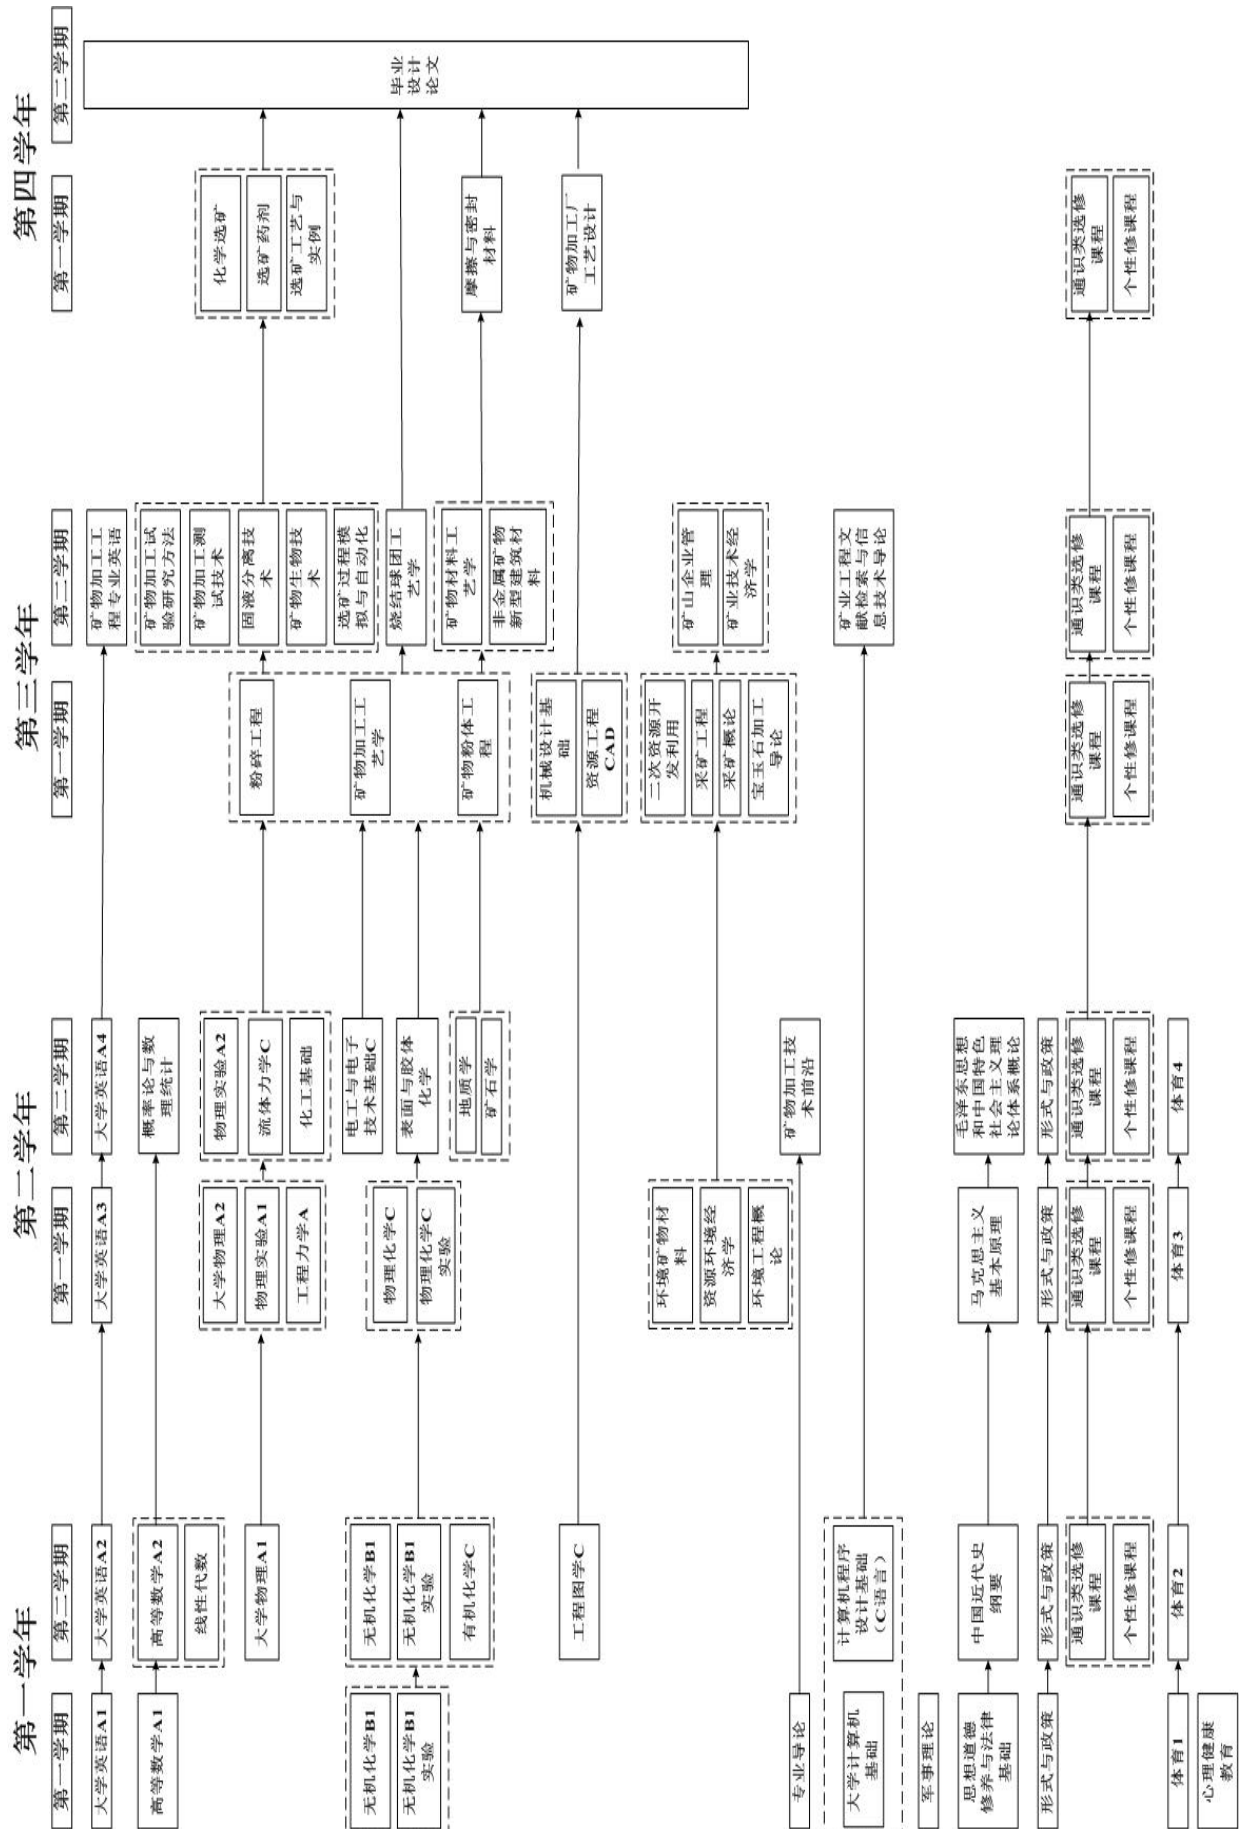 第一学年
第二学年
第三学年
第四学年
第一学期
第二学期
第一学期
第二学期
第一学期
第二学期
第一学期
第二学期
大学英语A1
大学英语A2
大学英语A3
大学英语A4
矿物加工工
程专业英语
高等数学A1
高等数学A2
线性代数
概率论与数
理统计
大学物理A1
大学物理A2
物理实验A1
工程力学A
物理实验A2
流体力学C
化工基础
粉碎工程
矿物加工工
艺学
矿物粉体工
程
矿物加工试
验研究方法
矿物加工测
试技术
固液分离技
术
矿物生物技
术
选矿过程模
拟与自动化
化学选矿
选矿药剂
选矿工艺与
实例
毕业
设计
论文
无机化学B1
无机化学B1
实验
无机化学B1
无机化学B1
实验
有机化学C
物理化学C
物理化学C
实验
电工与电子
技术基础C
表面与胶体
化学
地质学
矿石学
烧结球团工
艺学
矿物材料工
艺学
非金属矿物
新型建筑材
料
摩擦与密封
材料
工程图学C
机械设计基
础
资源工程
CAD
矿物加工厂
工艺设计
环境矿物材
料
资源环境经
济学
环境工程概
论
二次资源开
发利用
采矿工程
采矿概论
宝玉石加工
导论
矿山企业管
理
矿业技术经
济学
专业导论
矿物加工技
术前沿
大学计算机
基础
计算机程序
设计基础
（C语言）
矿业工程文
献检索与信
息技术导论
军事理论
思想道德
修养与法律
基础
中国近代史
纲要
马克思主义
基本原理
毛泽东思想
和中国特色
社会主义理
论体系概论
形式与政策
形式与政策
形式与政策
形式与政策
通识类选修
课程
个性修课程
通识类选修
课程
个性修课程
通识类选修
课程
个性修课程
通识类选修
课程
个性修课程
通识类选修
课程
个性修课程
通识类选修
课程
个性修课程
体育1
体育2
体育3
体育4
心理健康
教育